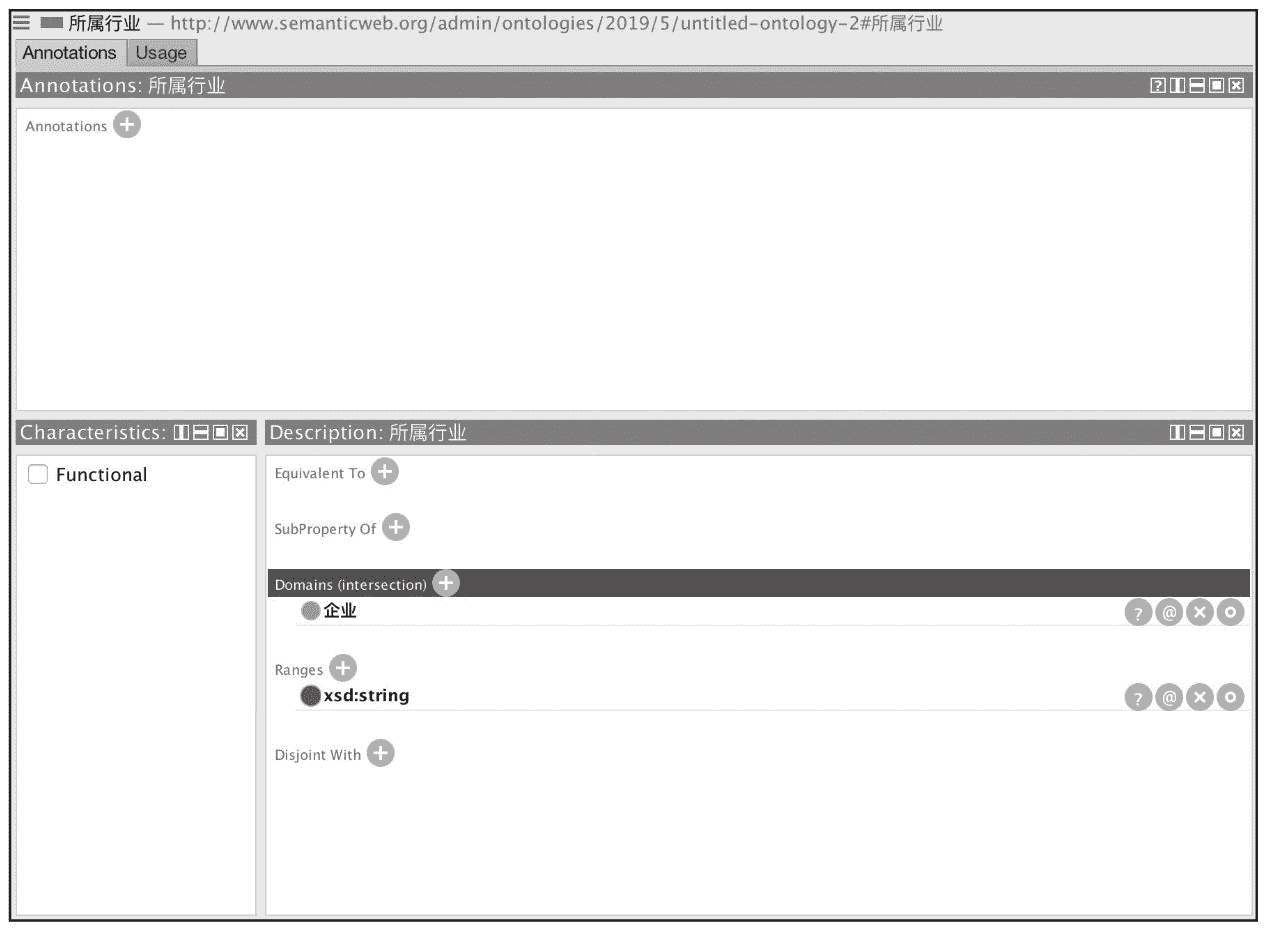 所属行业 — http://www.semanticweb.org/admin/ontologies/2019/5/untitled-ontology-2#所属行业
Annotations Usage
Annotations: 所属行业
Annotations
Characteristics:
Functional
Description: 所属行业
Equivalent To
SubProperty Of
Domains (intersection)
企业
Ranges
xsd:string
Disjoint With